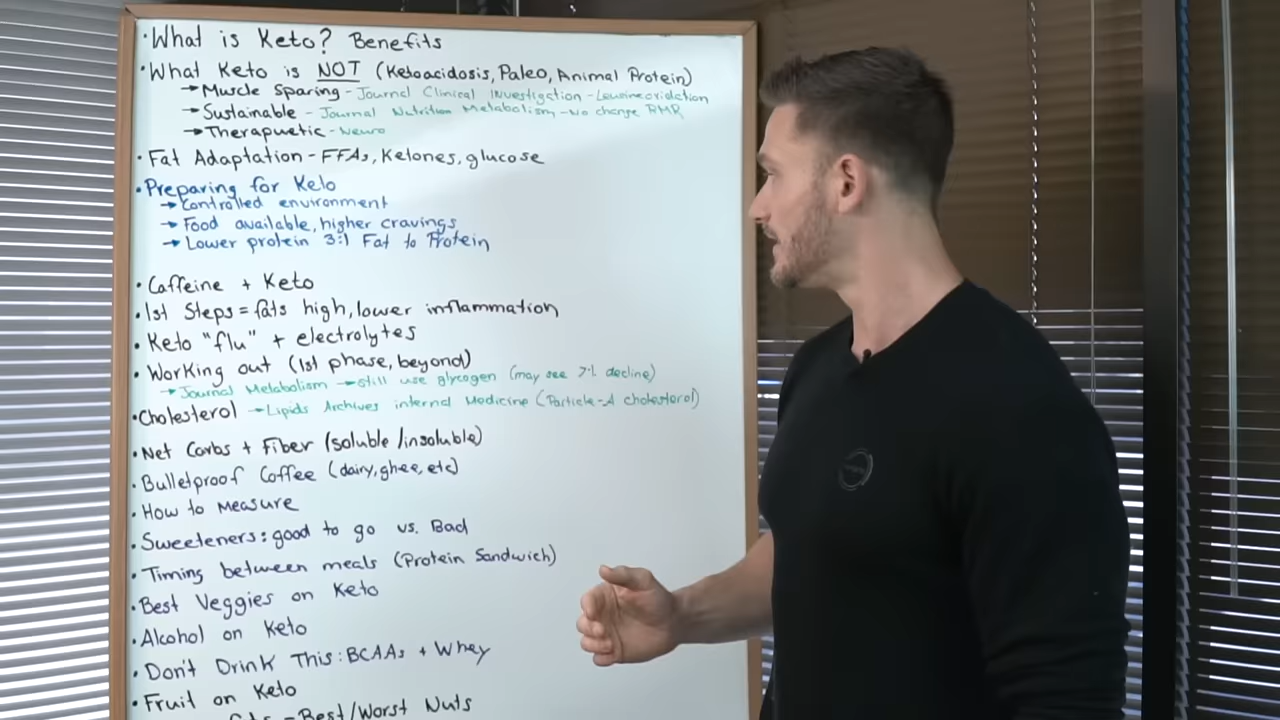 • What is Keto? Benefits
• What Keto is NOT (Ketoacidosis, Paleo, Animal Protein)
→ Muscle Sparing - Journal Clinical Investigation - Leucine oxidation
→ Sustainable - Journal Nutrition Metabolism - No change RMR
→ Therapuetic - Neuro
• Fat Adaptation - FFAs, Ketones, glucose
• Preparing for Keto
→ Controlled environment
→ Food available, higher cravings
→ Lower protein 3:1 Fat to Protein
• Caffeine + Keto
• 1st Steps = fats high, lower inflammation
• Keto "flu" + electrolytes
• Working out (1st phase, beyond)
→ Journal Metabolism → still use glycogen (may see 7% decline)
• Cholesterol → Lipids Archives internal Medicine (Particle-A cholesterol)
• Net Carbs + Fiber (soluble/insoluble)
• Bulletproof Coffee (dairy, ghee, etc)
• How to Measure
• Sweeteners: good to go vs. Bad
• Timing between meals (Protein Sandwich)
• Best Veggies on Keto
• Alcohol on Keto
• Don't Drink This: BCAAs + Whey
• Fruit on Keto
- Best/Worst Nuts